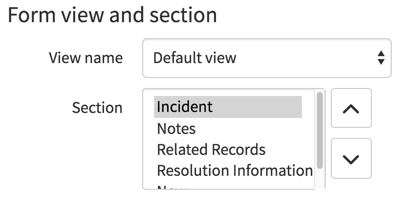 Form view and section
View name
Default view
Section
Incident
Notes
Related Records
Resolution Information